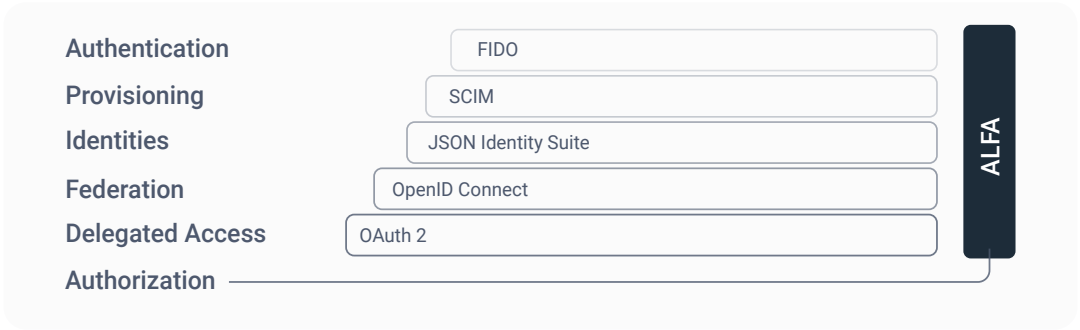 Authentication FIDO
Provisioning SCIM
Identities JSON Identity Suite
Federation OpenID Connect
Delegated Access OAuth 2
Authorization
ALFA